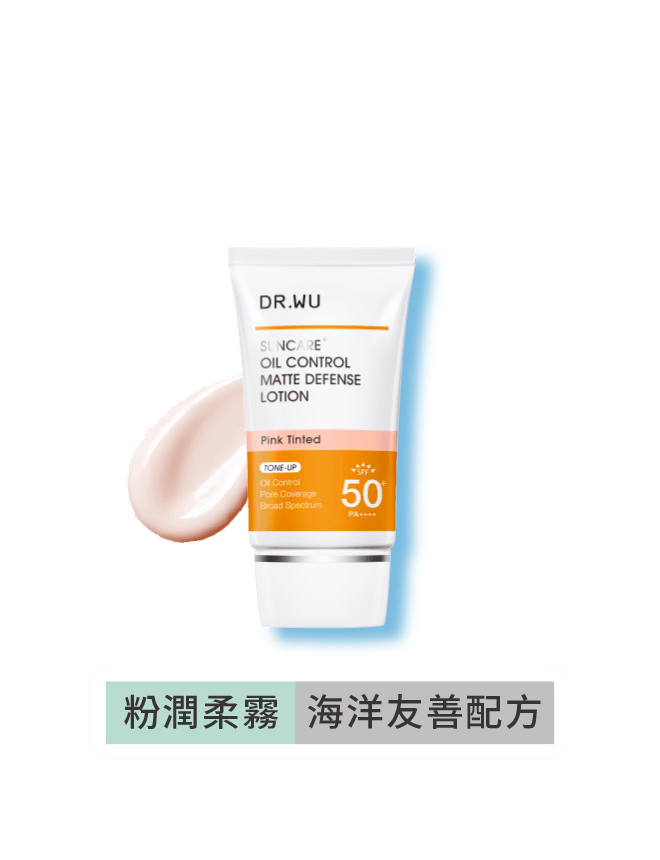 DR.WU
SUNCARE+
OIL CONTROL
MATTE DEFENSE
LOTION
Pink Tinted
TONE-UP
Oil Control
Pore Coverage
Broad Spectrum
SPF
50+
PA++++
粉潤柔霧 海洋友善配方